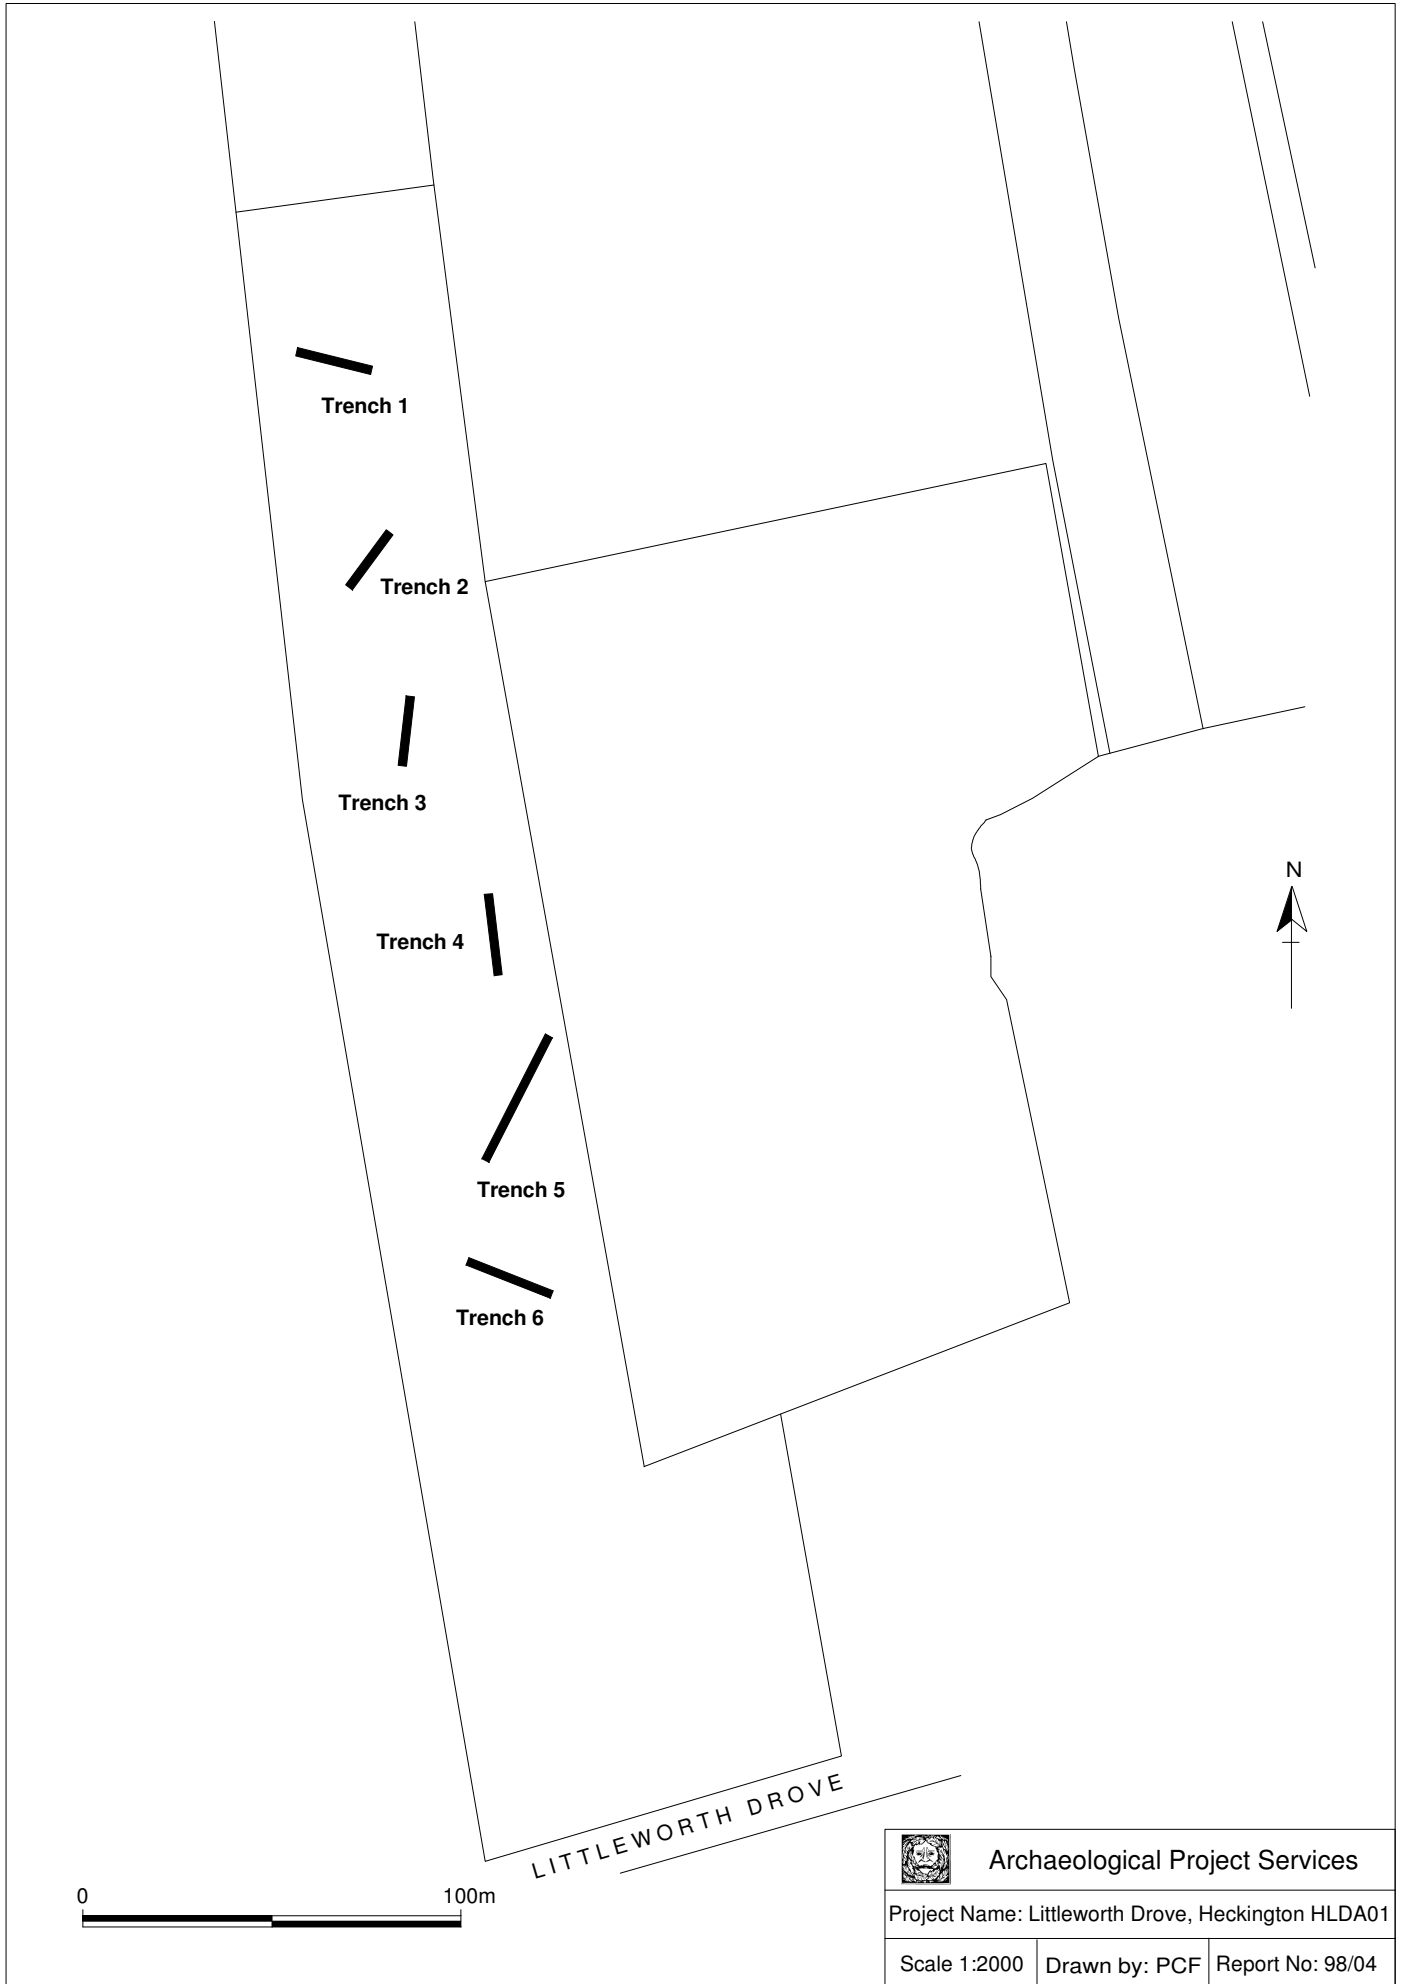 Trench 1
Trench 2
Trench 3
Trench 4
N
Trench 5
Trench 6
LITTLEWORTH DROVE
0 100m
Archaeological Project Services
Project Name: Littleworth Drove, Heckington HLDA01
Scale 1:2000 Drawn by: PCF Report No: 98/04